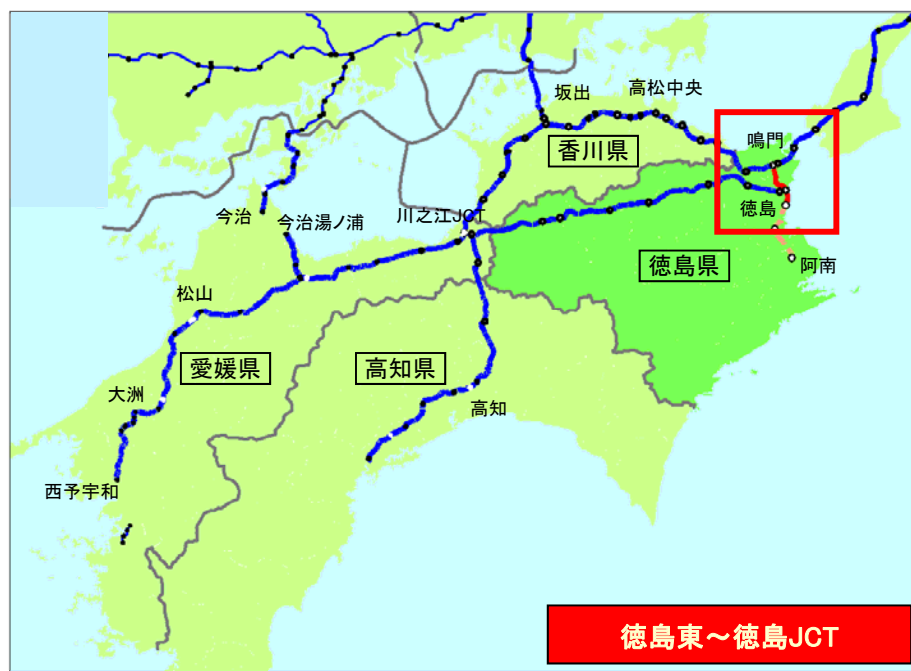 坂出
高松中央
鳴門
香川県
今治
今治湯ノ浦
川之江JCT
徳島
徳島県
阿南
松山
愛媛県
高知県
大洲
高知
西予宇和
徳島東～徳島JCT